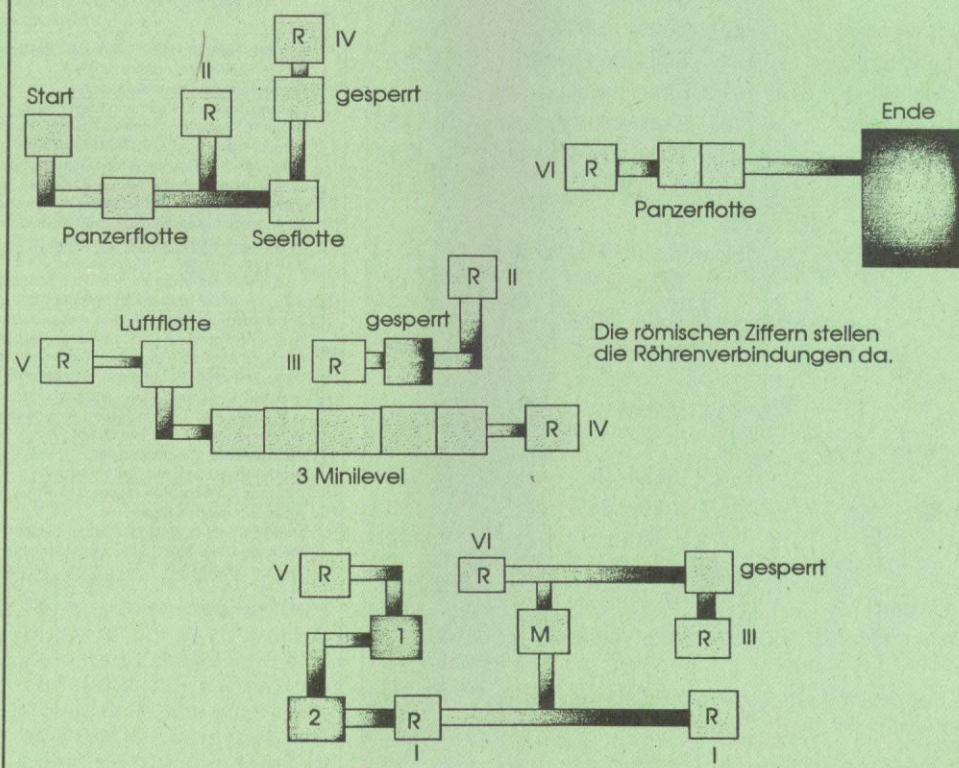 R IV
II
gesperrt
Start
R
Ende
VI R
Panzerflotte
Panzerflotte
Seeflotte
R II
Luftflotte
gesperrt
Die römischen Ziffern stellen
die Röhrenverbindungen da.
V R
III R
R IV
3 Minilevel
VI
V R
R
gesperrt
1
M
R III
2
R
R
I
I